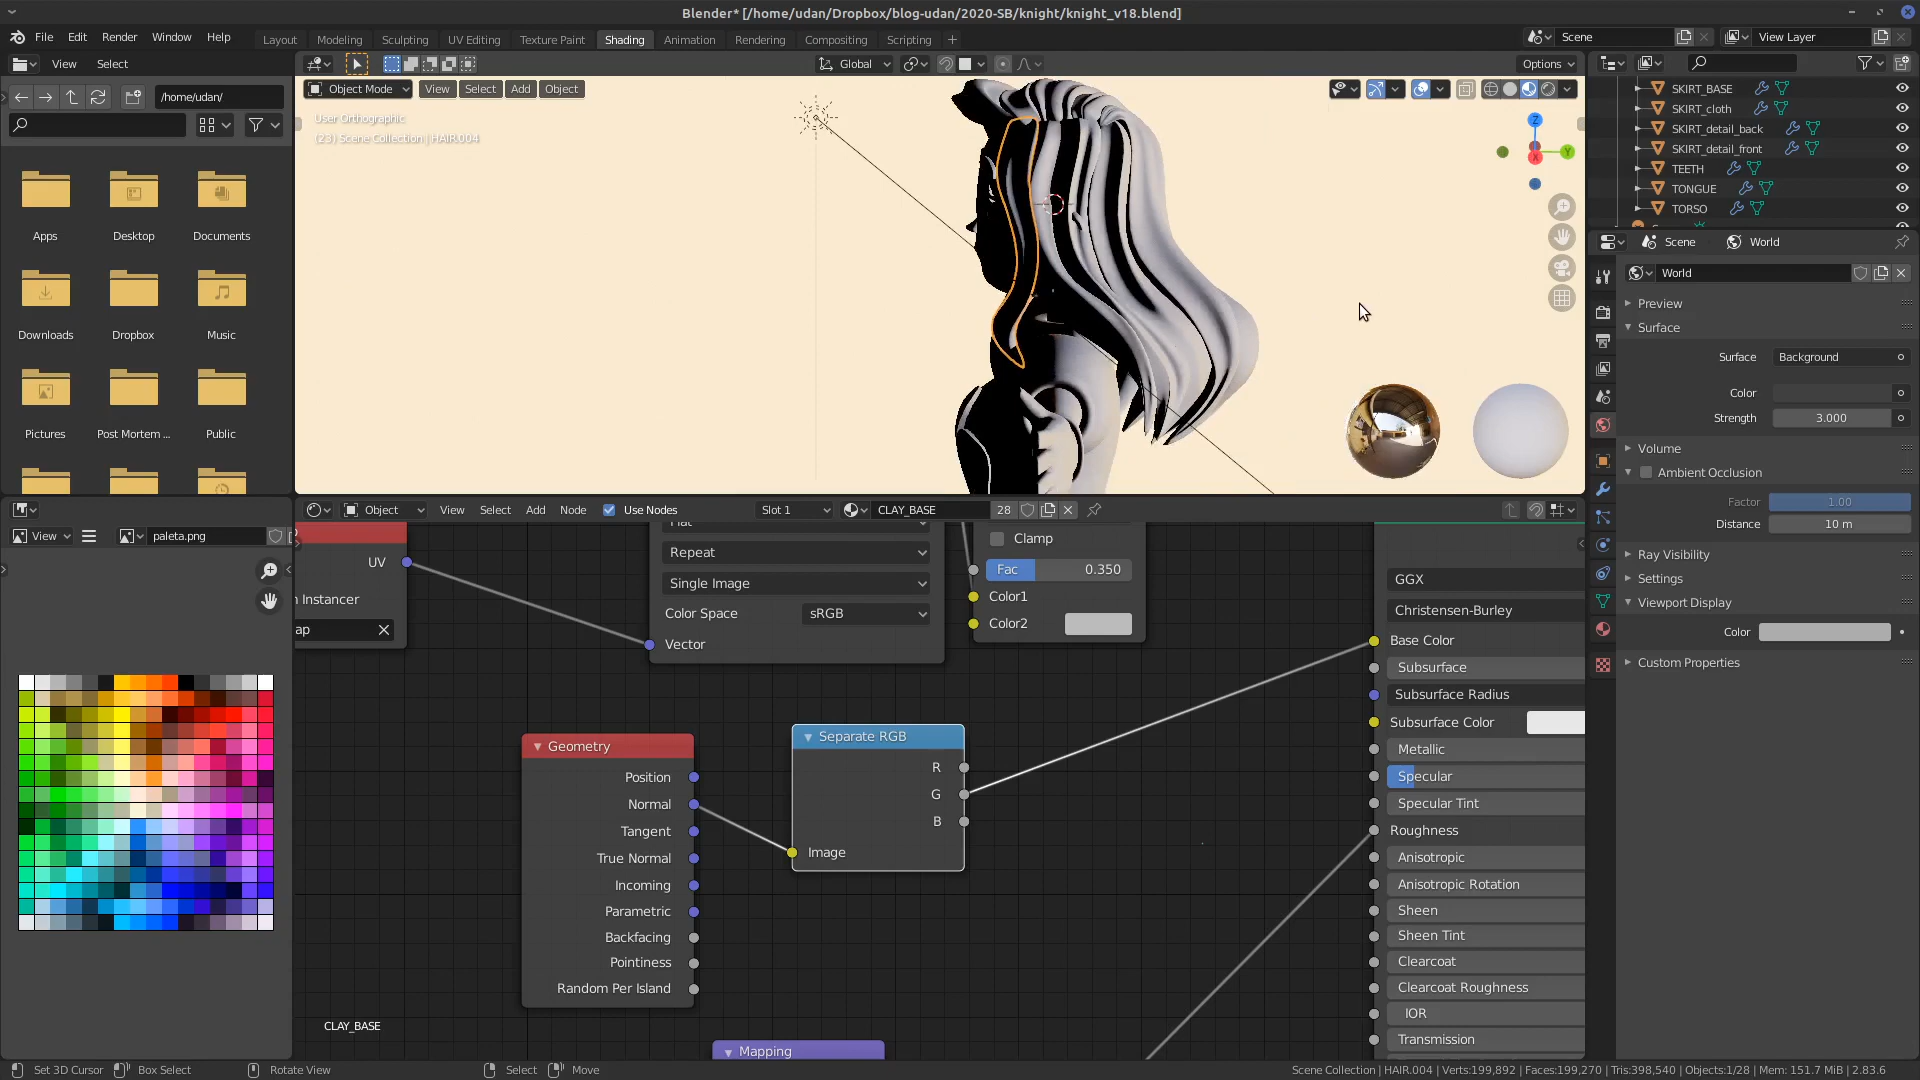 Blender* [/home/udan/Dropbox/blog-udan/2020-SB/knight/knight_v18.blend]
File Edit Render Window Help
Layout Modeling Sculpting UV Editing Texture Paint Shading Animation Rendering Compositing Scripting +
Scene
View Layer
View Select
Global
Options
/home/udan/
Object Mode View Select Add Object
User Orthographic
(23) Scene Collection | HAIR.004
Z
Y
X
Apps Desktop Documents
Downloads Dropbox Music
Pictures Post Mortem ... Public
SKIRT_BASE
SKIRT_cloth
SKIRT_detail_back
SKIRT_detail_front
TEETH
TONGUE
TORSO
Scene World
World
Preview
Surface
Surface Background
Color
Strength 3.000
Volume
Ambient Occlusion
Factor 1.00
Distance 10 m
Ray Visibility
Settings
Viewport Display
Color
Custom Properties
View paleta.png
Object View Select Add Node Use Nodes Slot 1 CLAY_BASE 28
UV
n Instancer
ap
Flat
Repeat
Single Image
Color Space sRGB
Vector
Clamp
Fac 0.350
Color1
Color2
Geometry
Position
Normal
Tangent
True Normal
Incoming
Parametric
Backfacing
Pointiness
Random Per Island
Separate RGB
R
G
B
Image
Mapping
GGX
Christensen-Burley
Base Color
Subsurface
Subsurface Radius
Subsurface Color
Metallic
Specular
Specular Tint
Roughness
Anisotropic
Anisotropic Rotation
Sheen
Sheen Tint
Clearcoat
Clearcoat Roughness
IOR
Transmission
CLAY_BASE
Set 3D Cursor Box Select Rotate View Select Move
Scene Collection | HAIR.004 | Verts:199,892 | Faces:199,270 | Tris:398,540 | Objects:1/28 | Mem: 151.7 MiB | 2.83.6